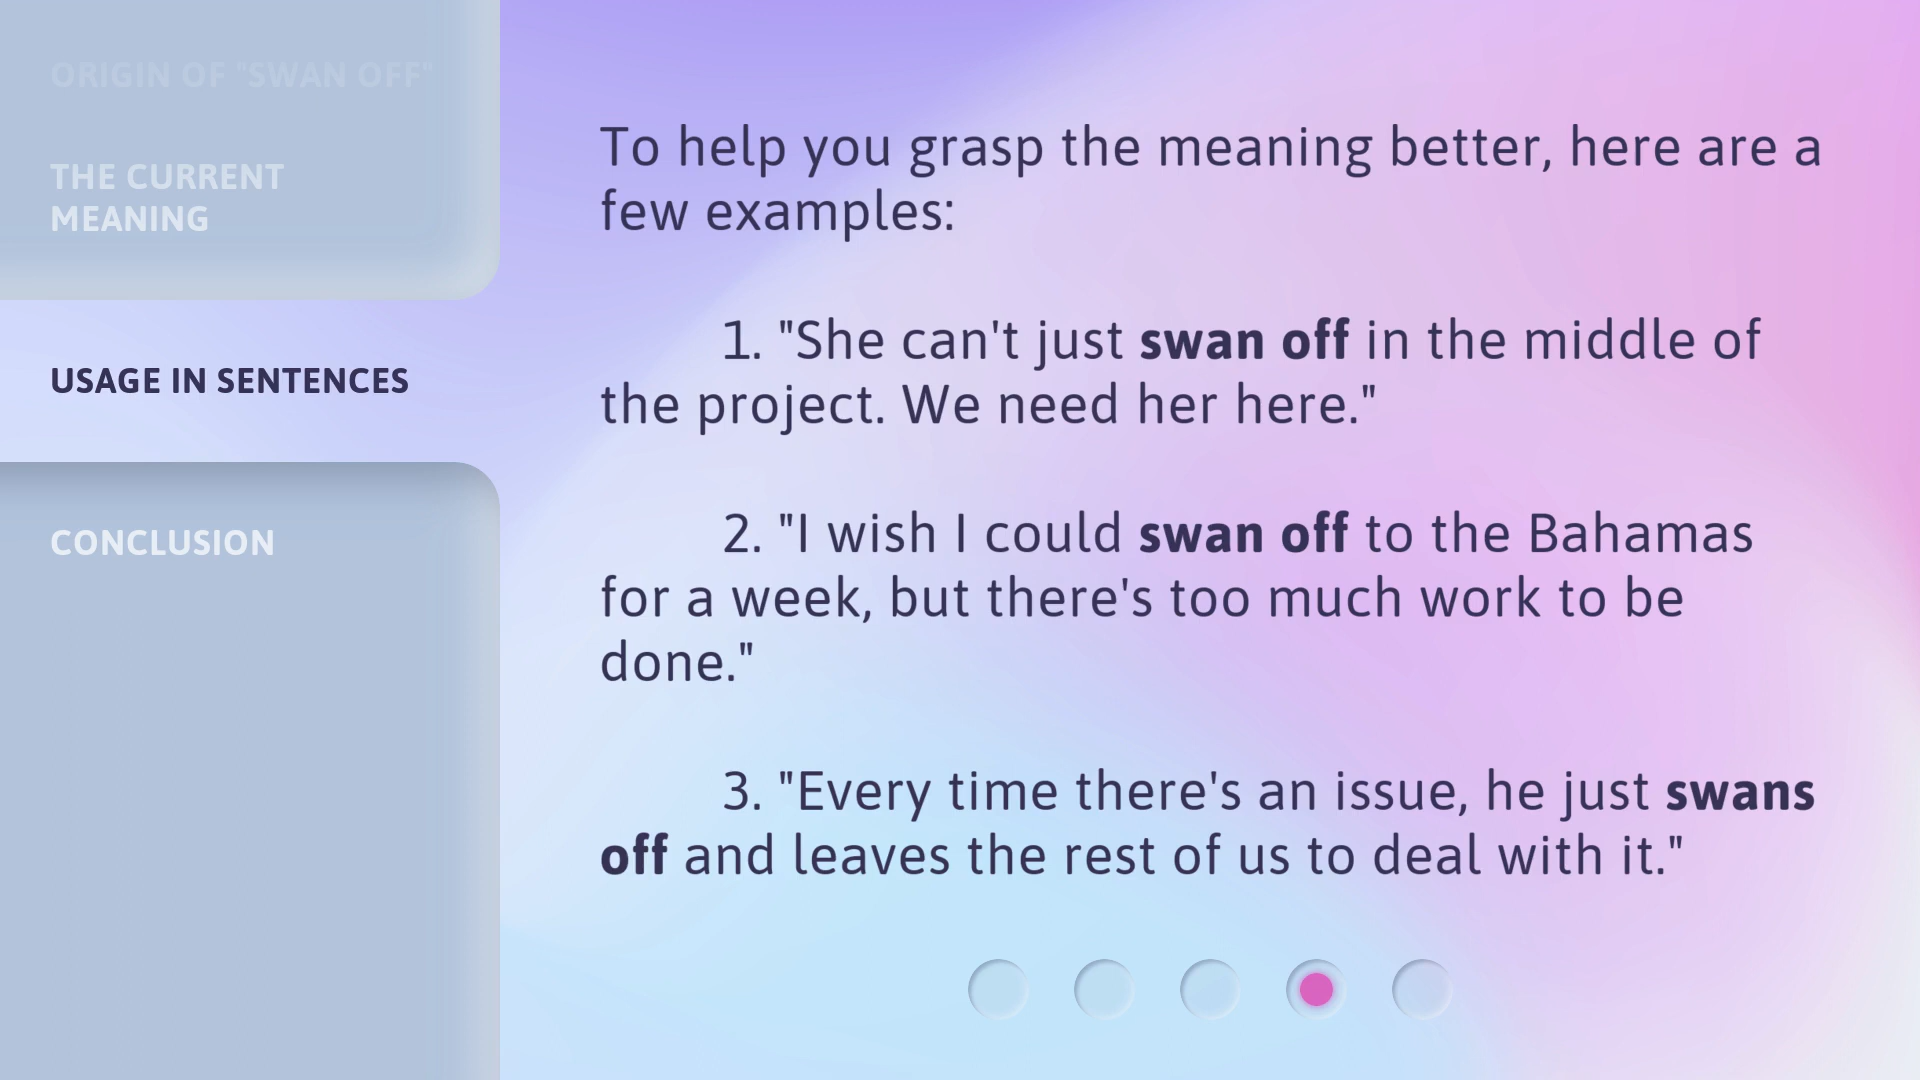 ORIGIN OF "SWAN OFF"
THE CURRENT
MEANING
USAGE IN SENTENCES
CONCLUSION
To help you grasp the meaning better, here are a
few examples:
1. "She can't just swan off in the middle of
the project. We need her here."
2. "I wish I could swan off to the Bahamas
for a week, but there's too much work to be
done."
3. "Every time there's an issue, he just swans
off and leaves the rest of us to deal with it."